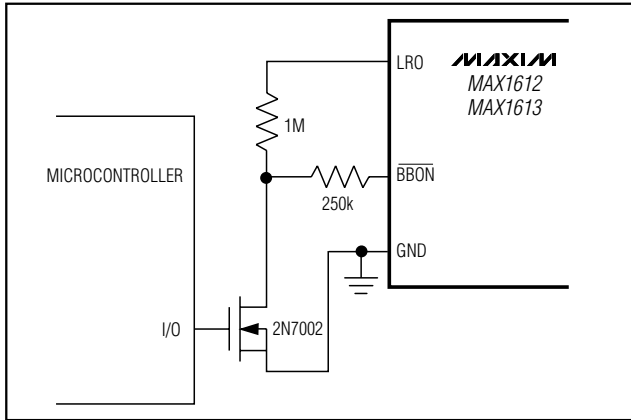 LRO
MAXIM
MAX1612
MAX1613
1M
MICROCONTROLLER
BBON
250k
GND
I/O
2N7002